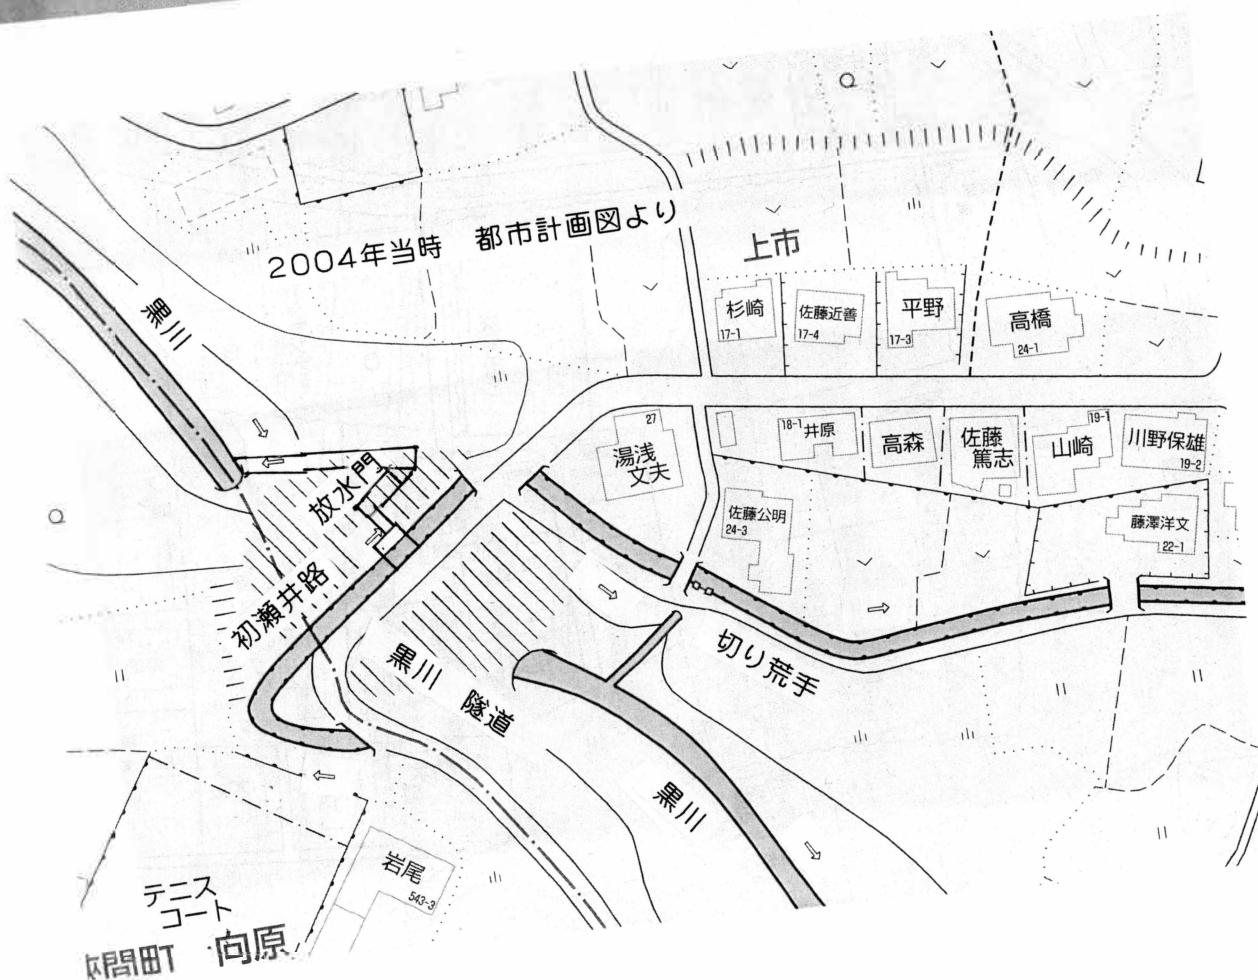 2004年当時 都市計画図より
上市
黒川
杉崎
17-1
佐藤近善
17-4
平野
17-3
高橋
24-1
27
湯浅
文夫
18-1 井原
高森
佐藤
篤志
19-1
山崎
川野保雄
19-2
放水門
佐藤公明
24-3
藤澤洋文
22-1
初瀬井路
黒川 隧道
切り荒手
黒川
岩尾
543-3
テニス
コート
間町 向原